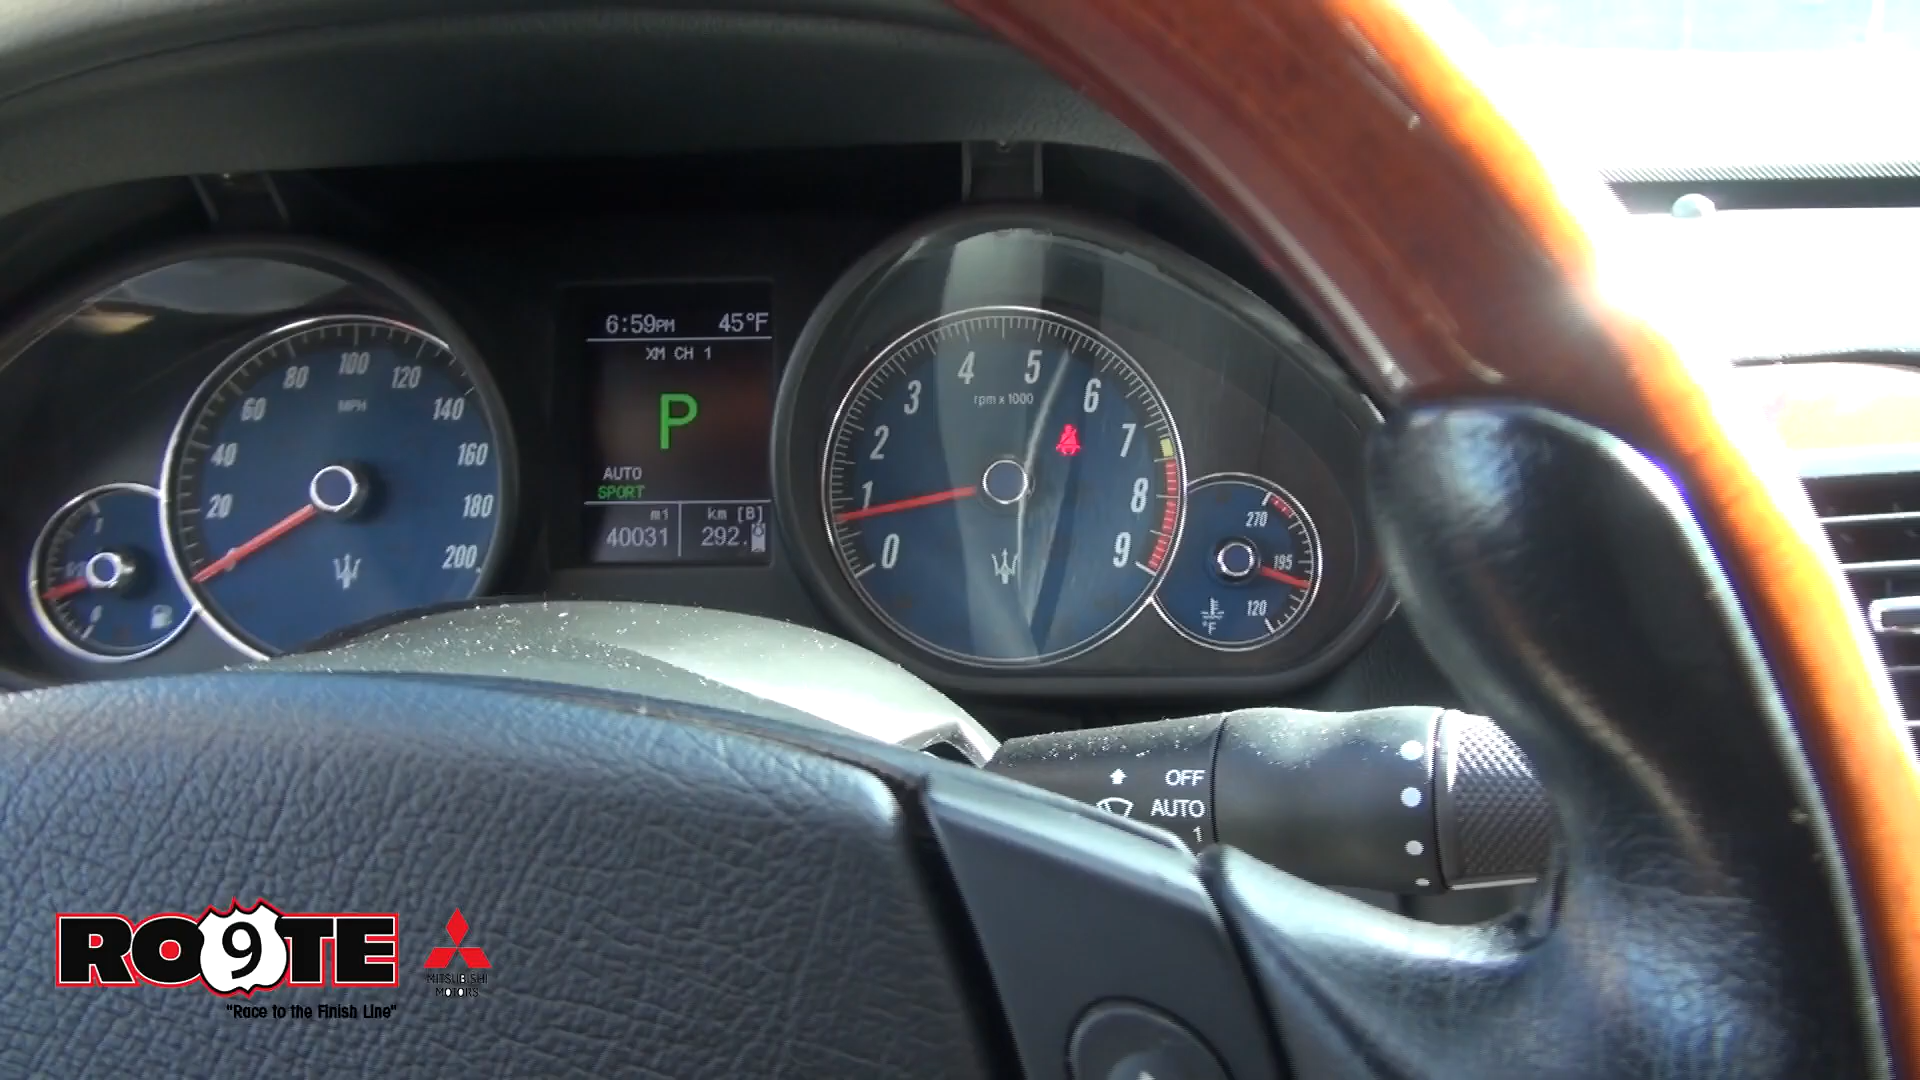 6:59PM 45°F
XM CH 1
P
AUTO
SPORT
mi km [B]
40031 292.
20 40 60 80 100 120 140 160 180 200
MPH
0 1 2 3 4 5 6 7 8 9
rpm x 1000
270
195
120
°F
OFF
AUTO
1
RO9TE
"Race to the Finish Line"
MITSUBISHI
MOTORS